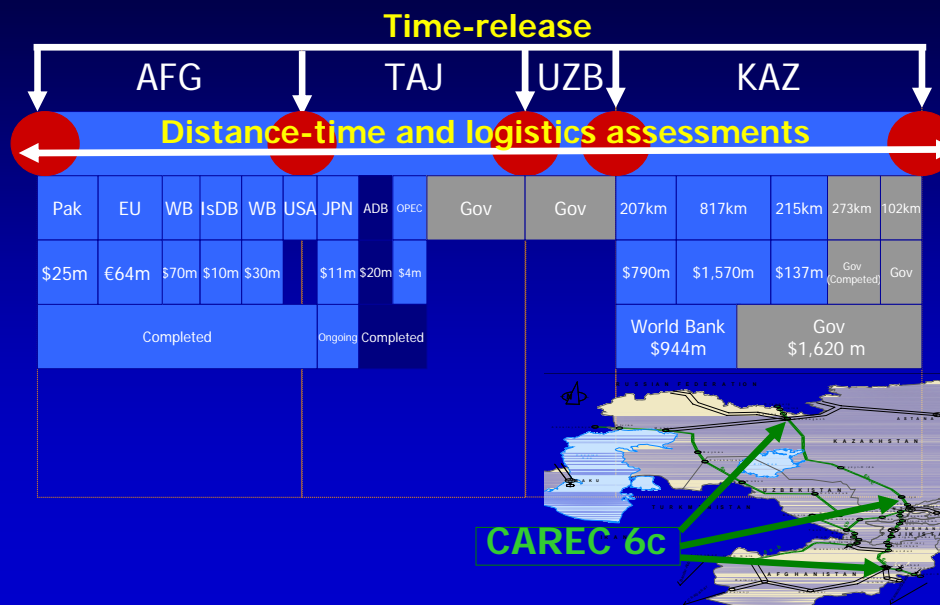 Time-release
AFG TAJ UZB KAZ
Distance-time and logistics assessments
Pak EU WB IsDB WB USA JPN ADB OPEC Gov Gov 207km 817km 215km 273km 102km
$25m €64m $70m $10m $30m $11m $20m $4m $790m $1,570m $137m Gov (Competed) Gov
Completed Ongoing Completed World Bank $944m Gov $1,620 m
KAZAKHSTAN
UZBEKISTAN
CAREC 6c
AFGHANISTAN